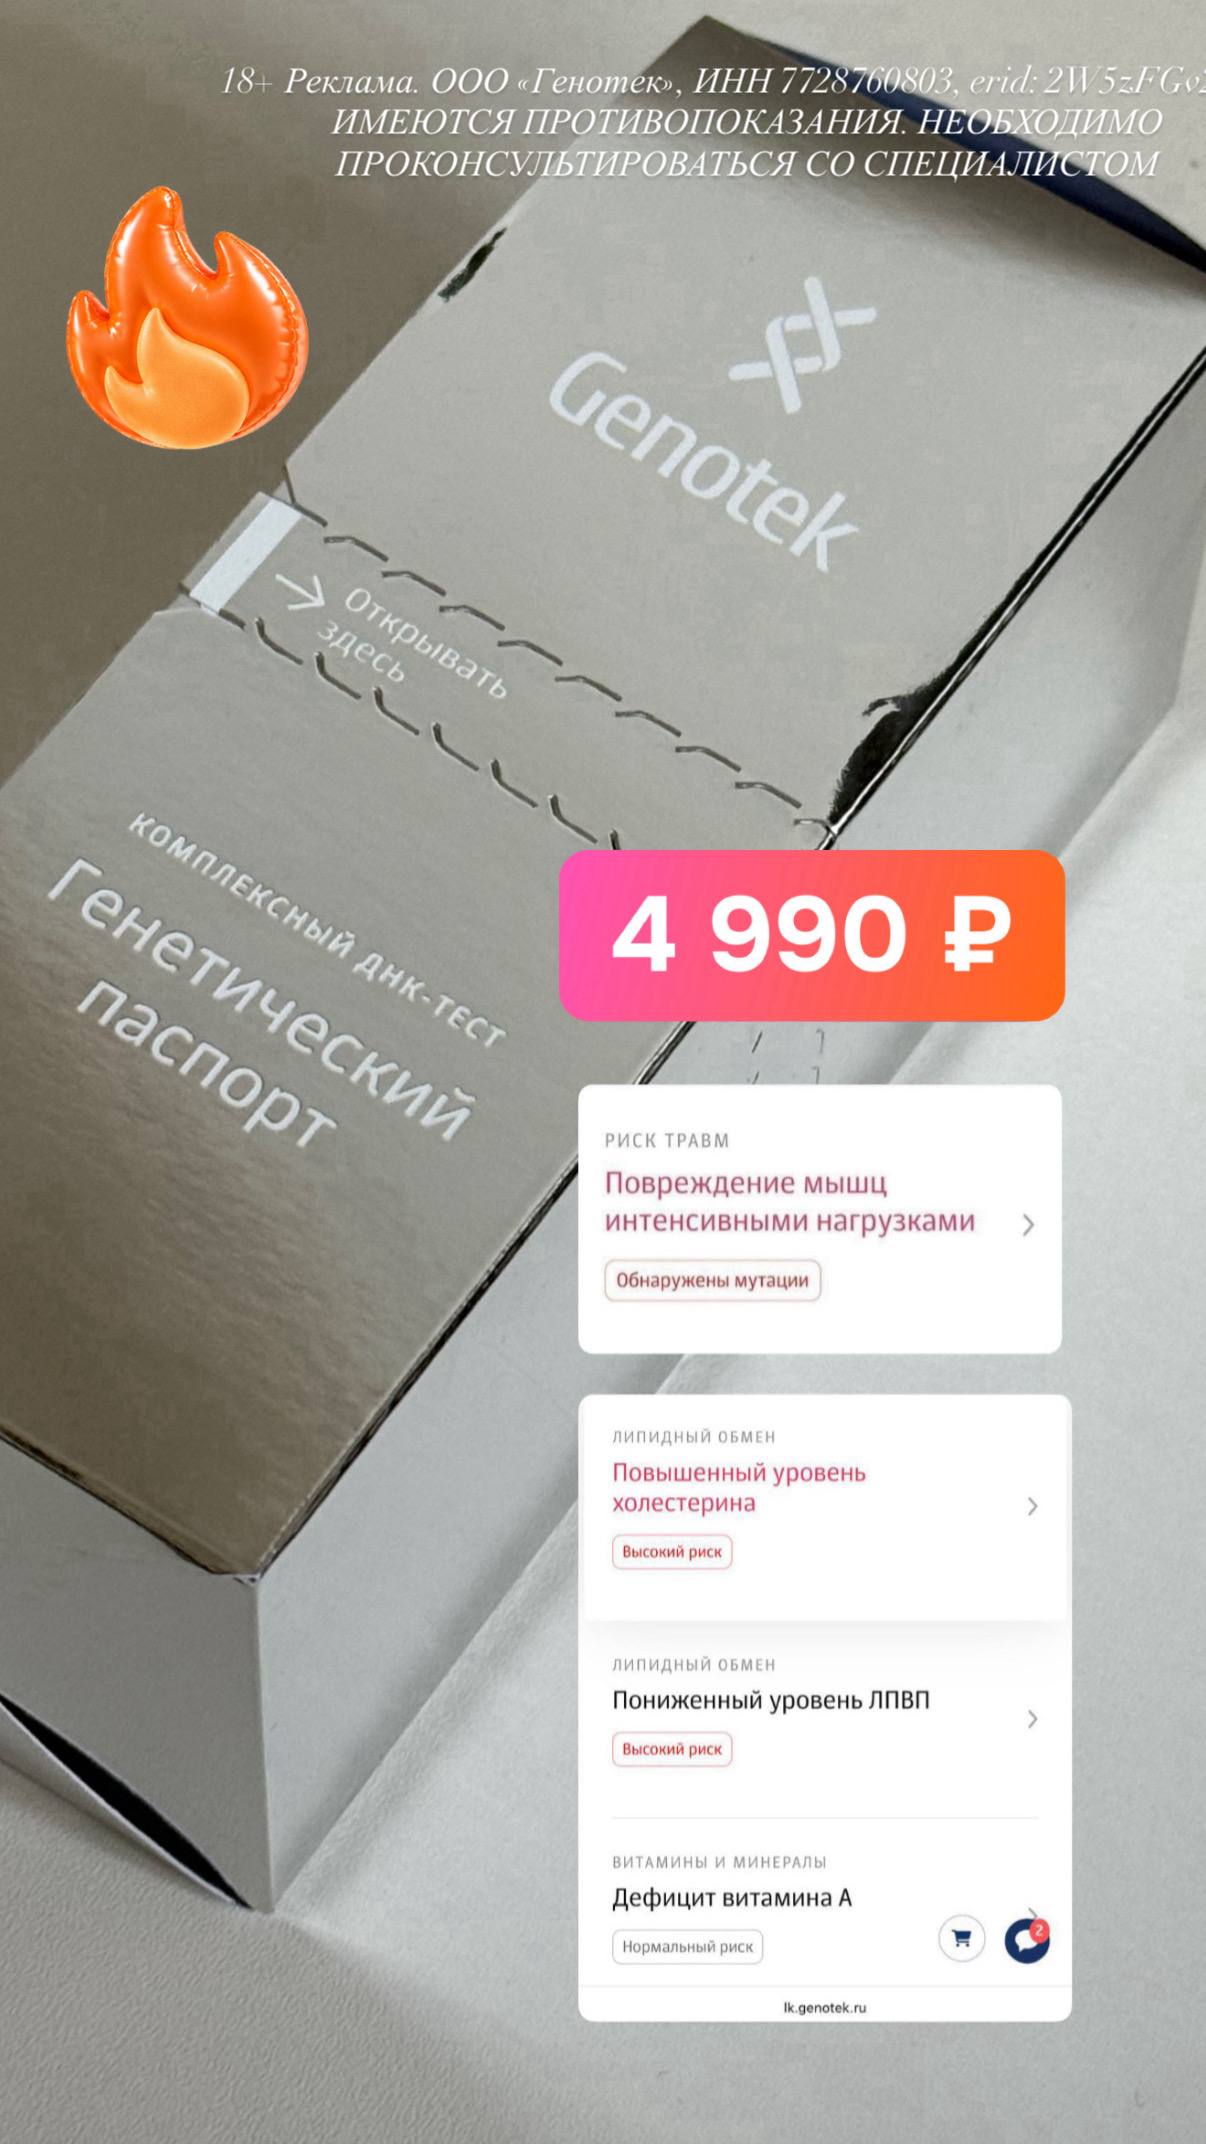 18+ Реклама. ООО «Генотек», ИНН 7728760803, erid: 2W5zFGv
ИМЕЮТСЯ ПРОТИВОПОКАЗАНИЯ. НЕОБХОДИМО
ПРОКОНСУЛЬТИРОВАТЬСЯ СО СПЕЦИАЛИСТОМ
Genotek
Открывать
здесь
КОМПЛЕКСНЫЙ ДНК-ТЕСТ
Генетический
паспорт
4 990 ₽
РИСК ТРАВМ
Повреждение мышц
интенсивными нагрузками
Обнаружены мутации
ЛИПИДНЫЙ ОБМЕН
Повышенный уровень
холестерина
Высокий риск
ЛИПИДНЫЙ ОБМЕН
Пониженный уровень ЛПВП
Высокий риск
ВИТАМИНЫ И МИНЕРАЛЫ
Дефицит витамина А
Нормальный риск
2
lk.genotek.ru